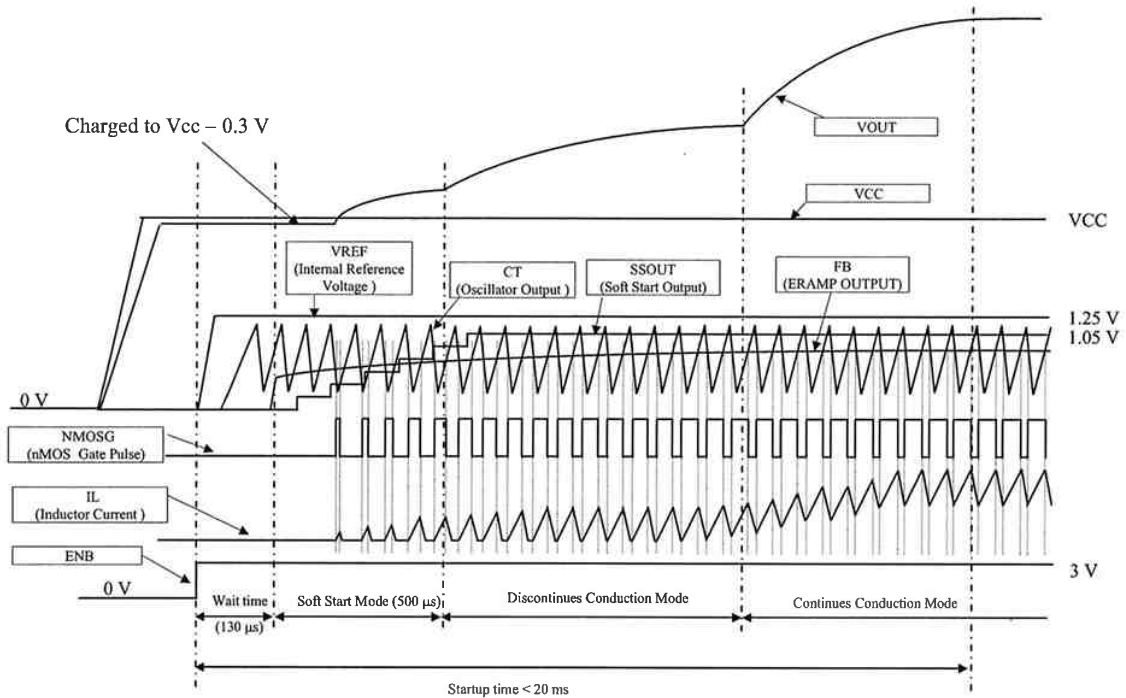 Charged to Vcc – 0.3 V
VOUT
VCC
VCC
VREF
(Internal Reference
Voltage )
CT
(Oscillator Output )
SSOUT
(Soft Start Output)
FB
(ERAMP OUTPUT)
1.25 V
1.05 V
0 V
NMOSG
(nMOS Gate Pulse)
IL
(Inductor Current )
ENB
0 V
3 V
Wait time
(130 µs)
Soft Start Mode (500 µs)
Discontinues Conduction Mode
Continues Conduction Mode
Startup time < 20 ms